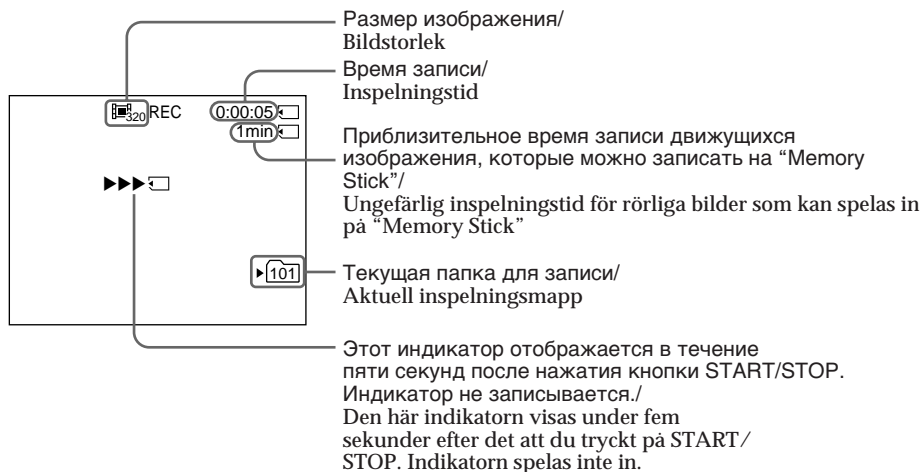 Размер изображения/
Bildstorlek
Время записи/
Inspelningstid
320 REC 0:00:05
1min
Приблизительное время записи движущихся
изображения, которые можно записать на “Memory
Stick”/
Ungefärlig inspelningstid för rörliga bilder som kan spelas in
på “Memory Stick”
101
Текущая папка для записи/
Aktuell inspelningsmapp
Этот индикатор отображается в течение
пяти секунд после нажатия кнопки START/STOP.
Индикатор не записывается./
Den här indikatorn visas under fem
sekunder efter det att du tryckt på START/
STOP. Indikatorn spelas inte in.